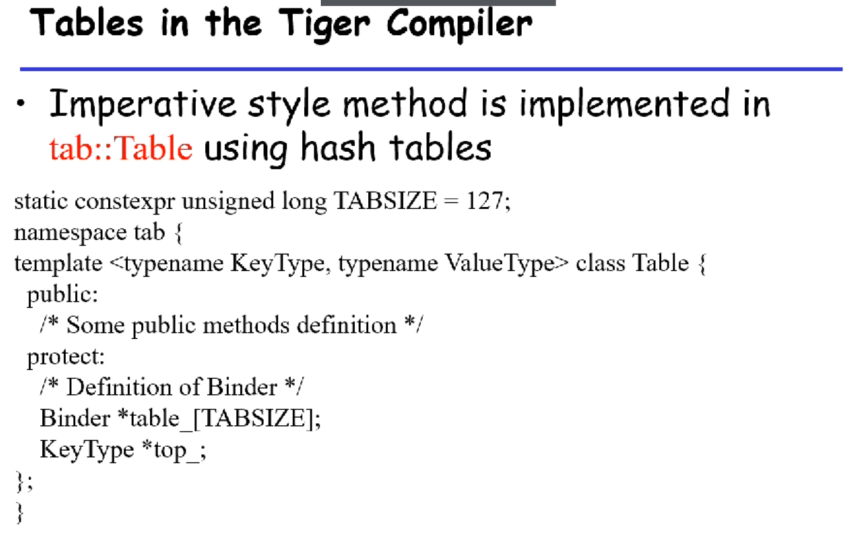 Tables in the Tiger Compiler
• Imperative style method is implemented in
tab::Table using hash tables
static constexpr unsigned long TABSIZE = 127;
namespace tab {
template <typename KeyType, typename ValueType> class Table {
public:
/* Some public methods definition */
protect:
/* Definition of Binder */
Binder *table_[TABSIZE];
KeyType *top_;
};
}